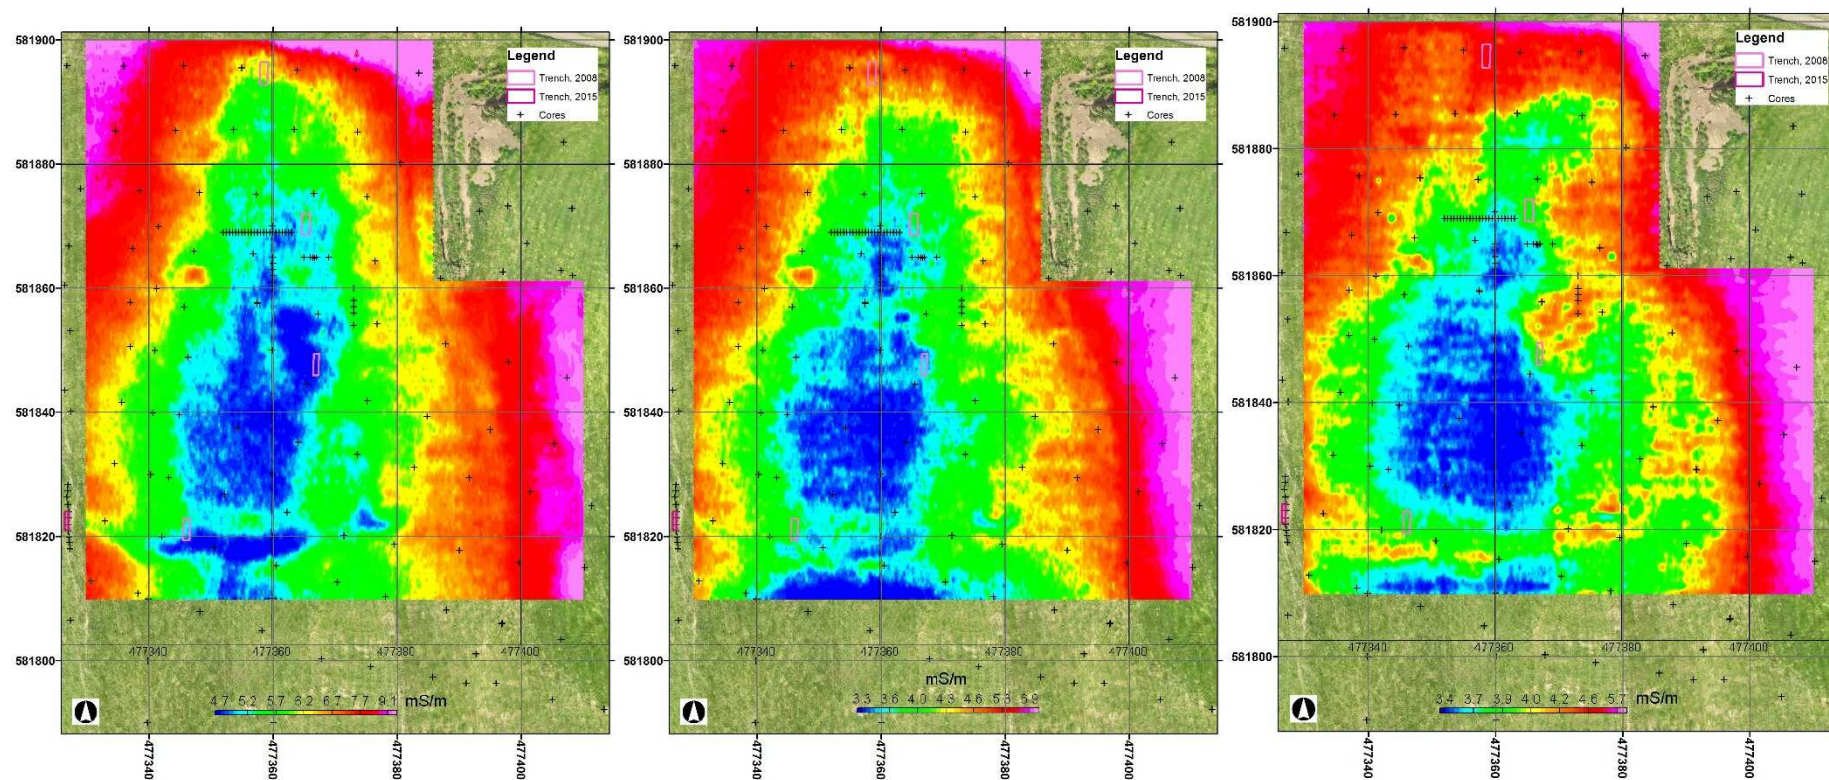 581900
581880
581860
581840
581820
581800
Legend
Trench, 2008
Trench, 2015
Cores
477340
477360
477380
477400
4.7 5.2 5.7 6.2 6.7 7.7 9.1 mS/m
477340
477360
477380
477400
581900
581880
581860
581840
581820
581800
Legend
Trench, 2008
Trench, 2015
Cores
477340
477360
477380
477400
mS/m
3.3 3.6 4.0 4.3 4.6 5.3 5.9
477340
477360
477380
477400
581900
581880
581860
581840
581820
581800
Legend
Trench, 2008
Trench, 2015
Cores
477340
477360
477380
477400
3.4 3.7 3.9 4.0 4.2 4.6 5.7 mS/m
477340
477360
477380
477400